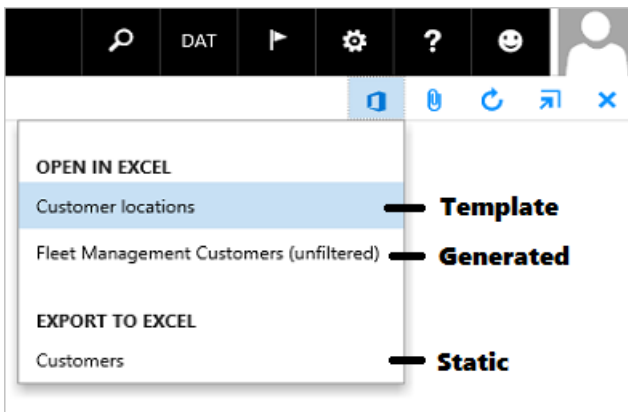 DAT
?
OPEN IN EXCEL
Customer locations
Template
Fleet Management Customers (unfiltered)
Generated
EXPORT TO EXCEL
Customers
Static